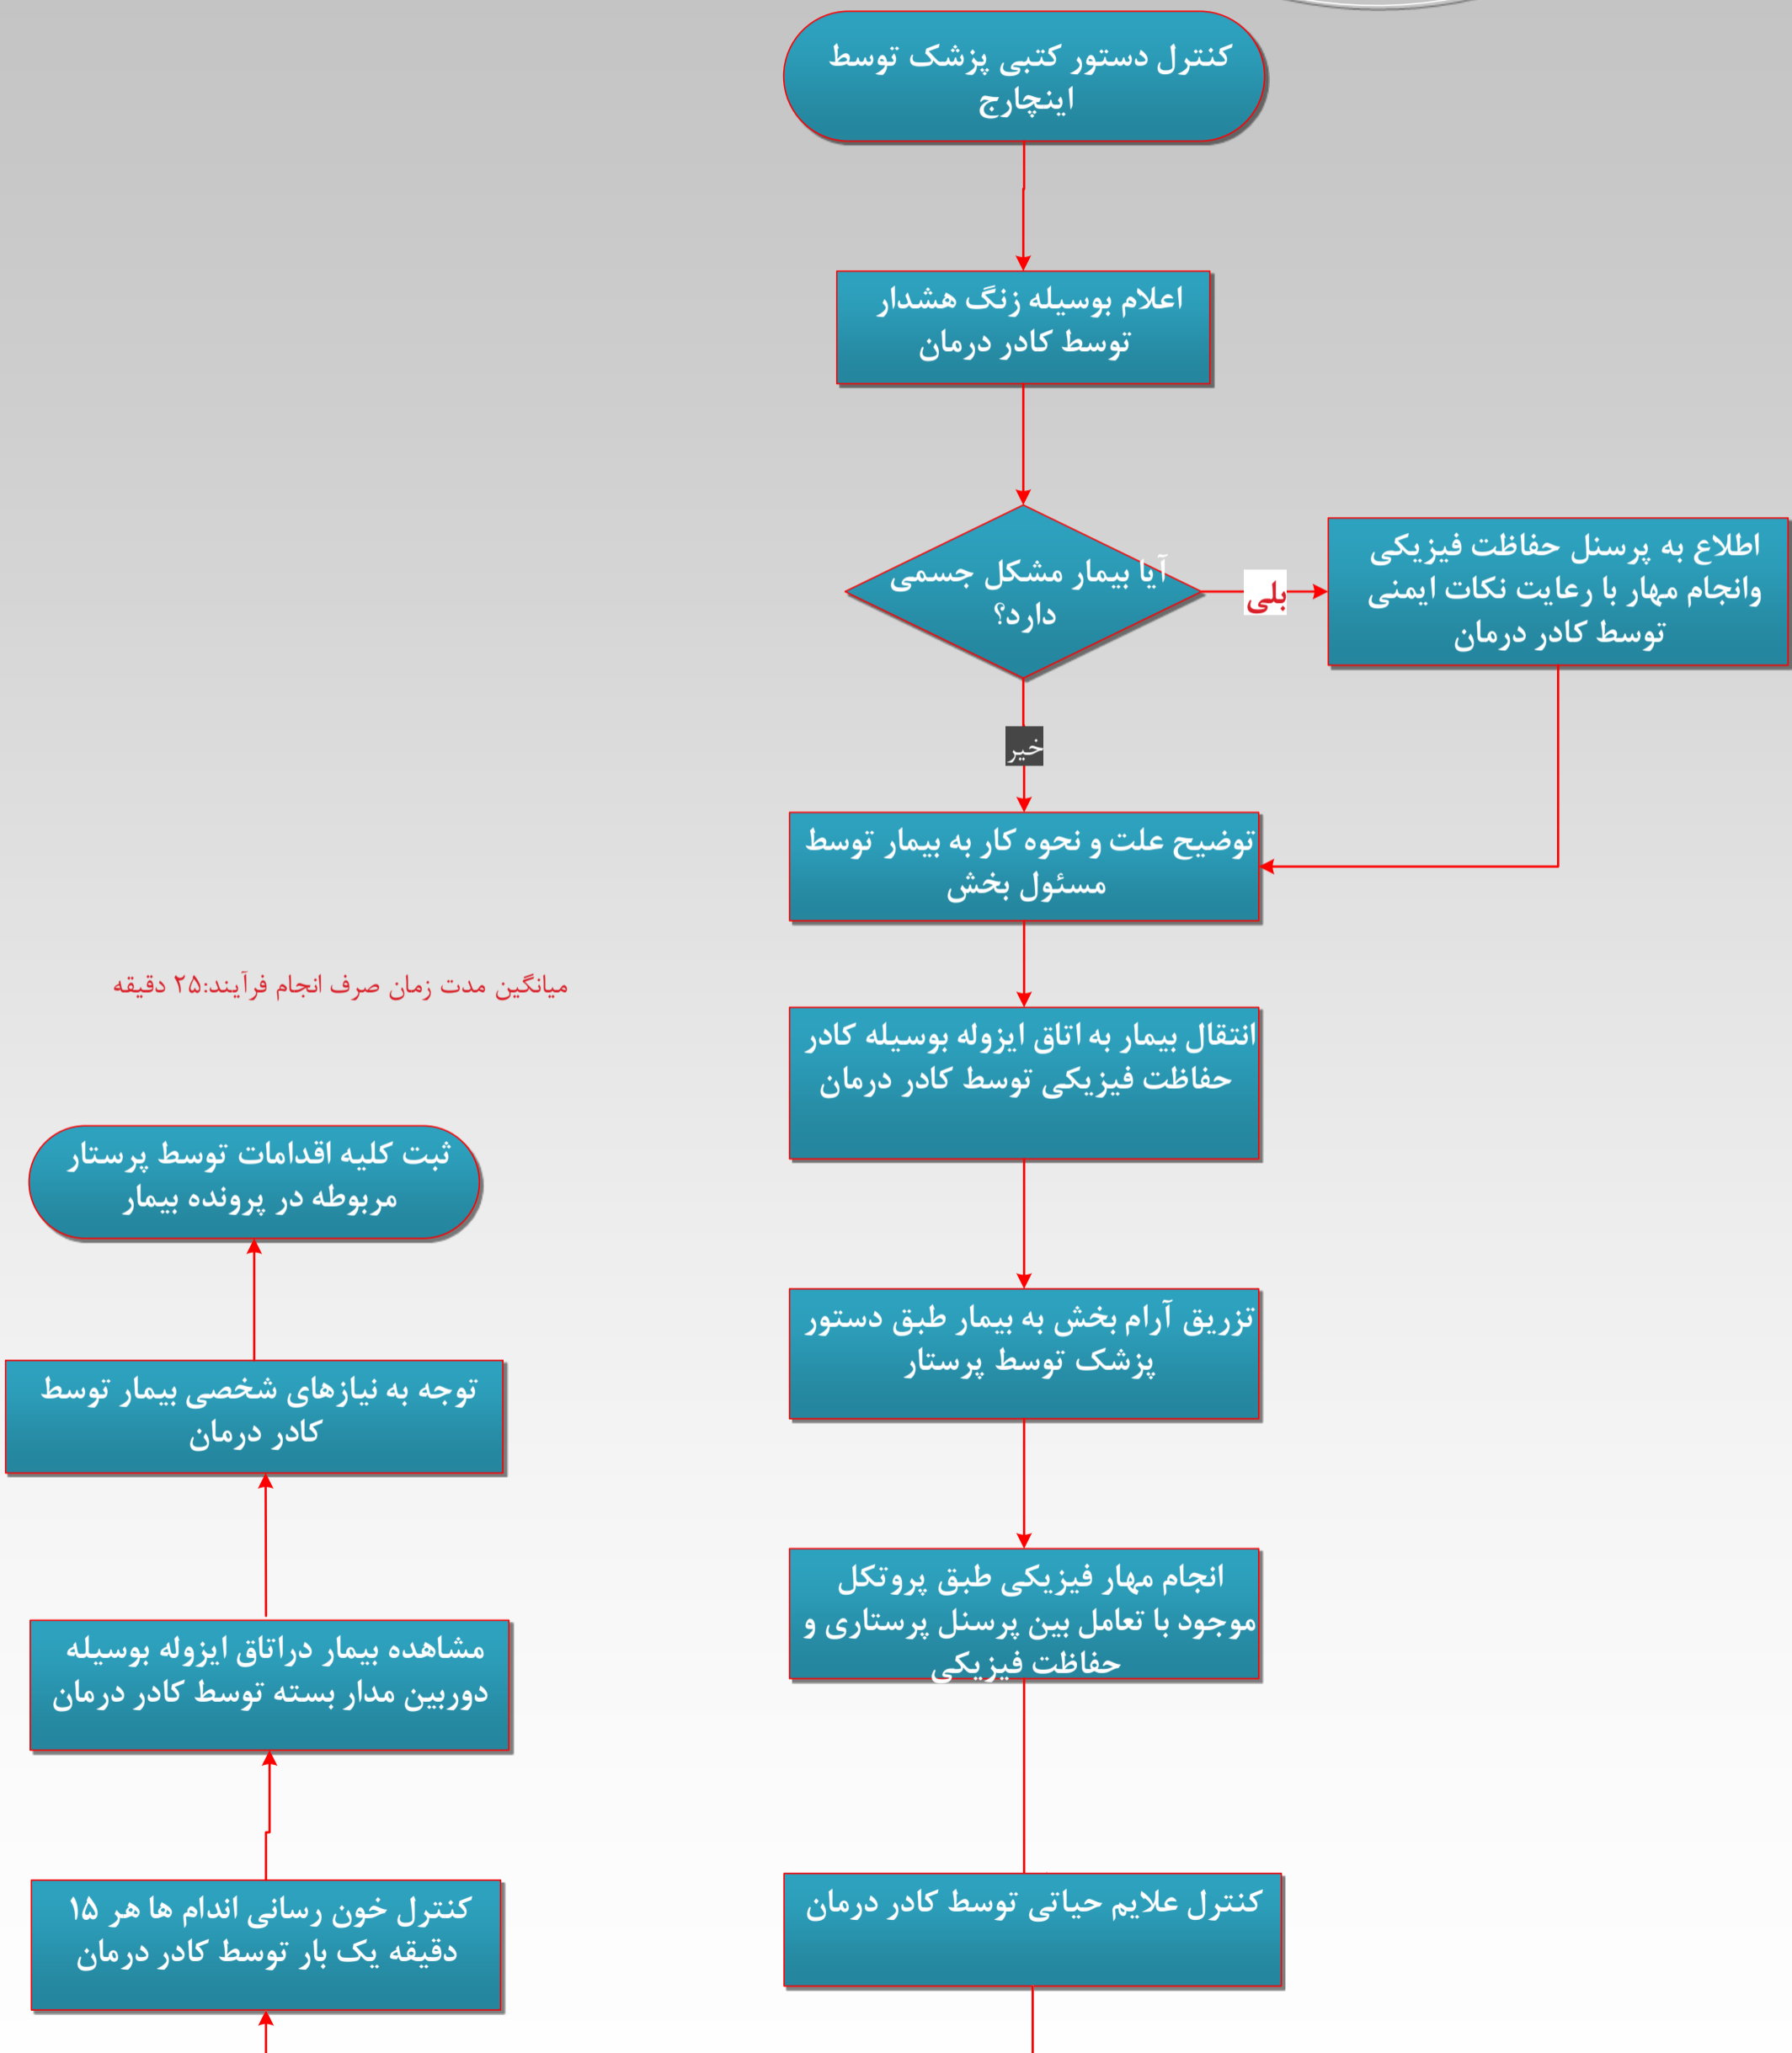 کنترل دستور کتبی پزشک توسط
اینچارج
اعلام بوسیله زنگ هشدار
توسط کادر درمان
آیا بیمار مشکل جسمی
دارد؟
بلی
اطلاع به پرسنل حفاظت فیزیکی
وانجام مهار با رعایت نکات ایمنی
توسط کادر درمان
خیر
توضیح علت و نحوه کار به بیمار توسط
مسئول بخش
انتقال بیمار به اتاق ایزوله بوسیله کادر
حفاظت فیزیکی توسط کادر درمان
تزریق آرام بخش به بیمار طبق دستور
پزشک توسط پرستار
انجام مهار فیزیکی طبق پروتکل
موجود با تعامل بین پرسنل پرستاری و
حفاظت فیزیکی
کنترل علایم حیاتی توسط کادر درمان
میانگین مدت زمان صرف انجام فرآیند:۲۵ دقیقه
ثبت کلیه اقدامات توسط پرستار
مربوطه در پرونده بیمار
توجه به نیازهای شخصی بیمار توسط
کادر درمان
مشاهده بیمار دراتاق ایزوله بوسیله
دوربین مدار بسته توسط کادر درمان
کنترل خون رسانی اندام ها هر ۱۵
دقیقه یک بار توسط کادر درمان